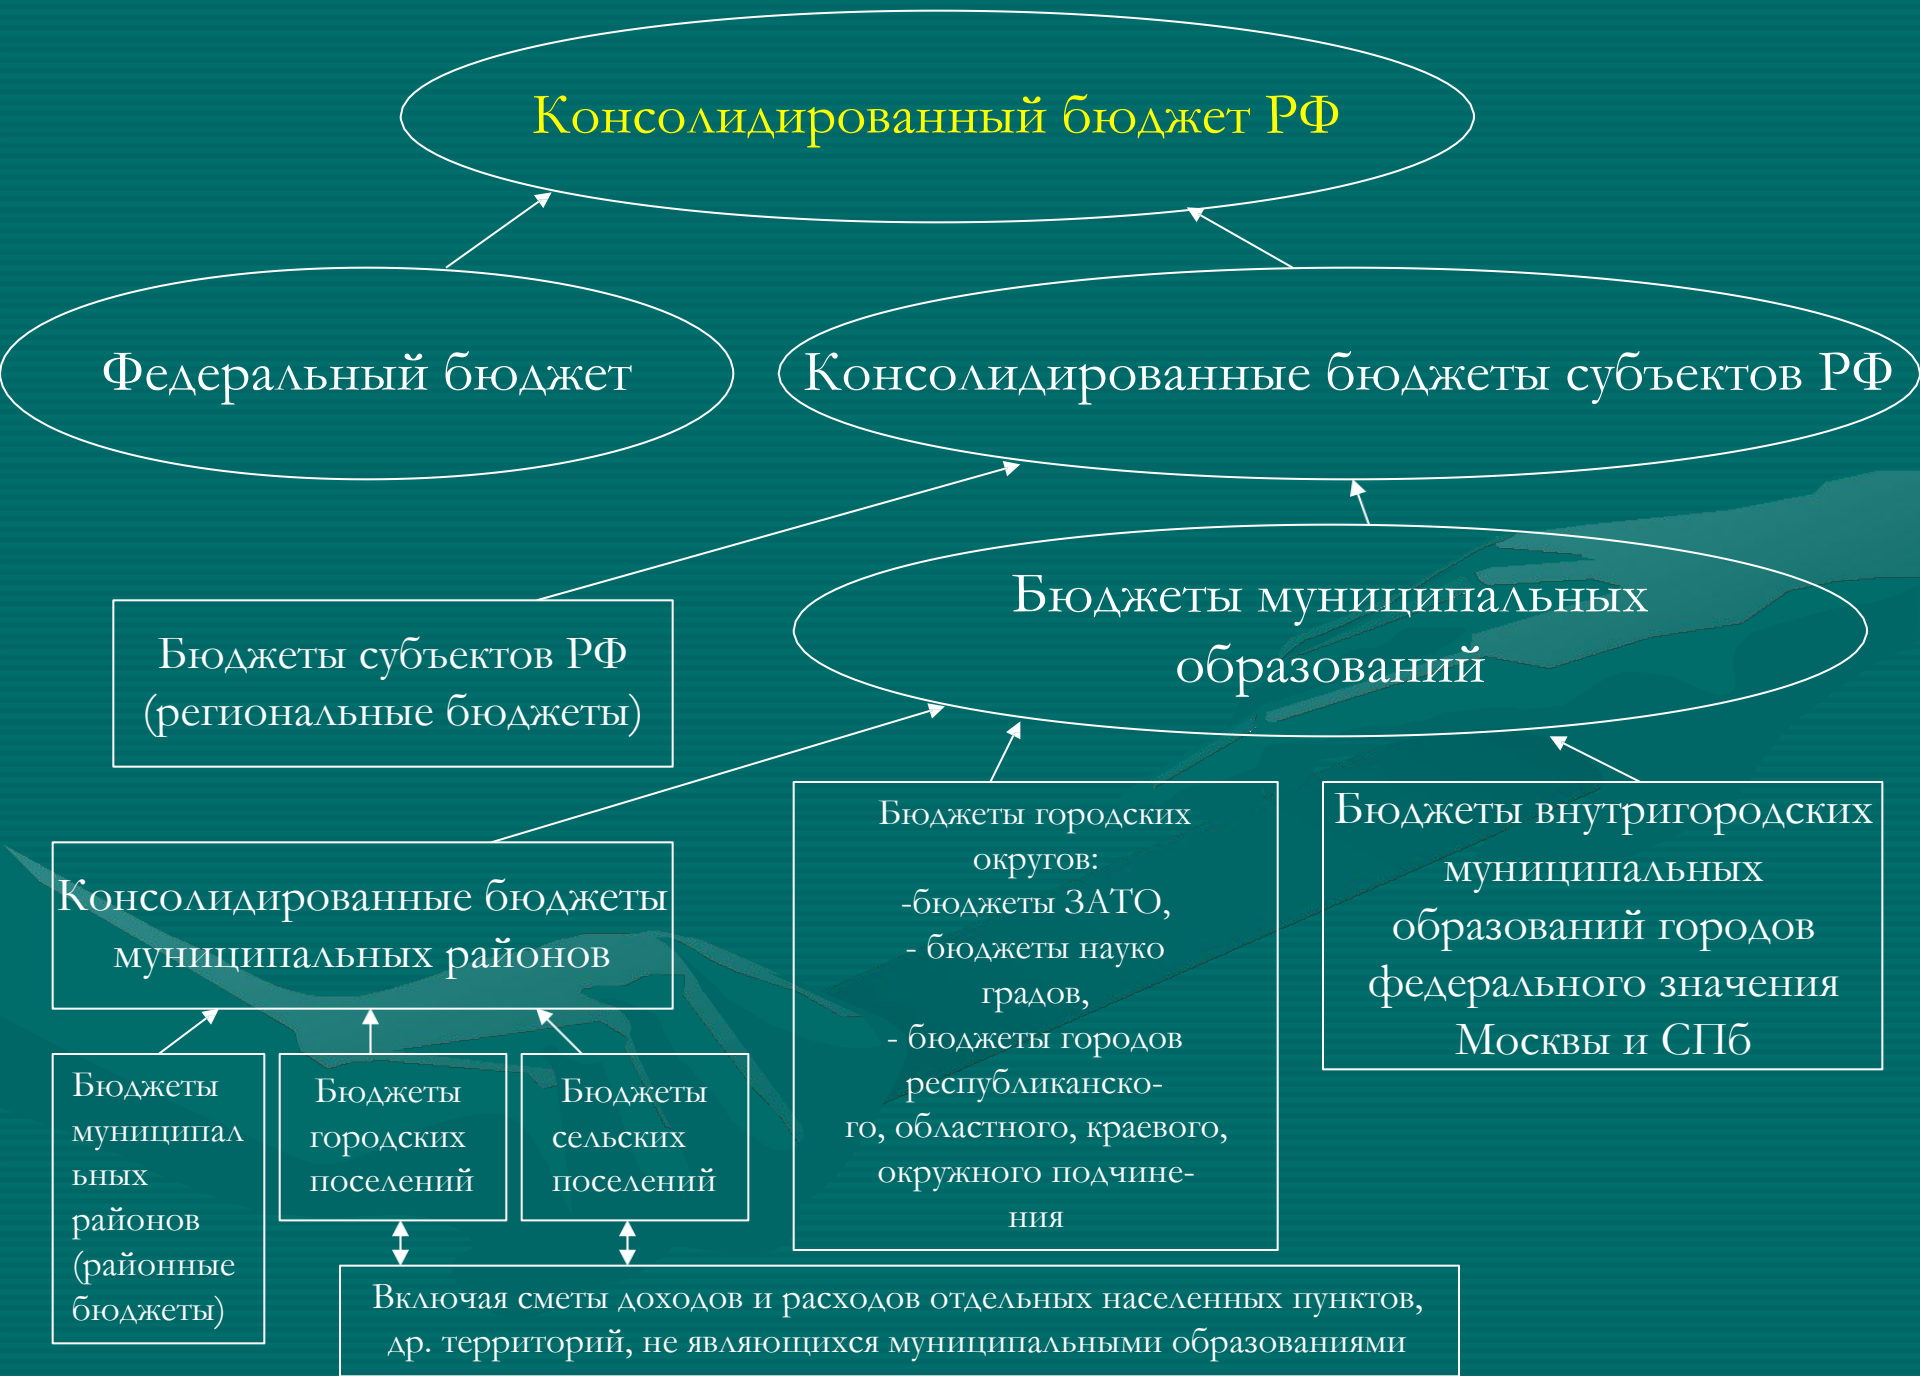 Консолидированный бюджет РФ
Федеральный бюджет
Консолидированные бюджеты субъектов РФ
Бюджеты субъектов РФ
(региональные бюджеты)
Бюджеты муниципальных
образований
Консолидированные бюджеты
муниципальных районов
Бюджеты городских
округов:
-бюджеты ЗАТО,
- бюджеты науко
градов,
- бюджеты городов
республиканско-
го, областного, краевого,
окружного подчине-
ния
Бюджеты внутригородских
муниципальных
образований городов
федерального значения
Москвы и СПб
Бюджеты
муниципал
ьных
районов
(районные
бюджеты)
Бюджеты
городских
поселений
Бюджеты
сельских
поселений
Включая сметы доходов и расходов отдельных населенных пунктов,
др. территорий, не являющихся муниципальными образованиями